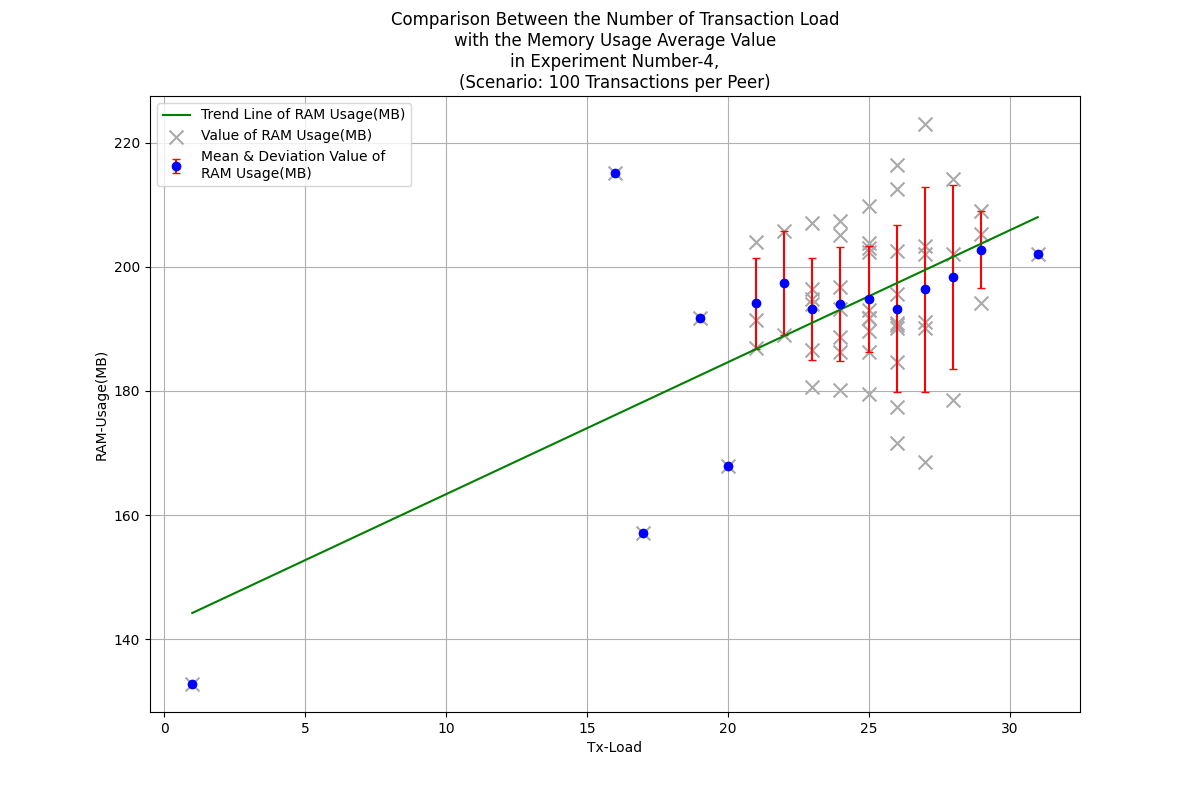 Comparison Between the Number of Transaction Load
with the Memory Usage Average Value
in Experiment Number-4,
(Scenario: 100 Transactions per Peer)
Trend Line of RAM Usage(MB)
Value of RAM Usage(MB)
Mean & Deviation Value of
RAM Usage(MB)
220
200
180
160
140
RAM-Usage(MB)
0 5 10 15 20 25 30
Tx-Load